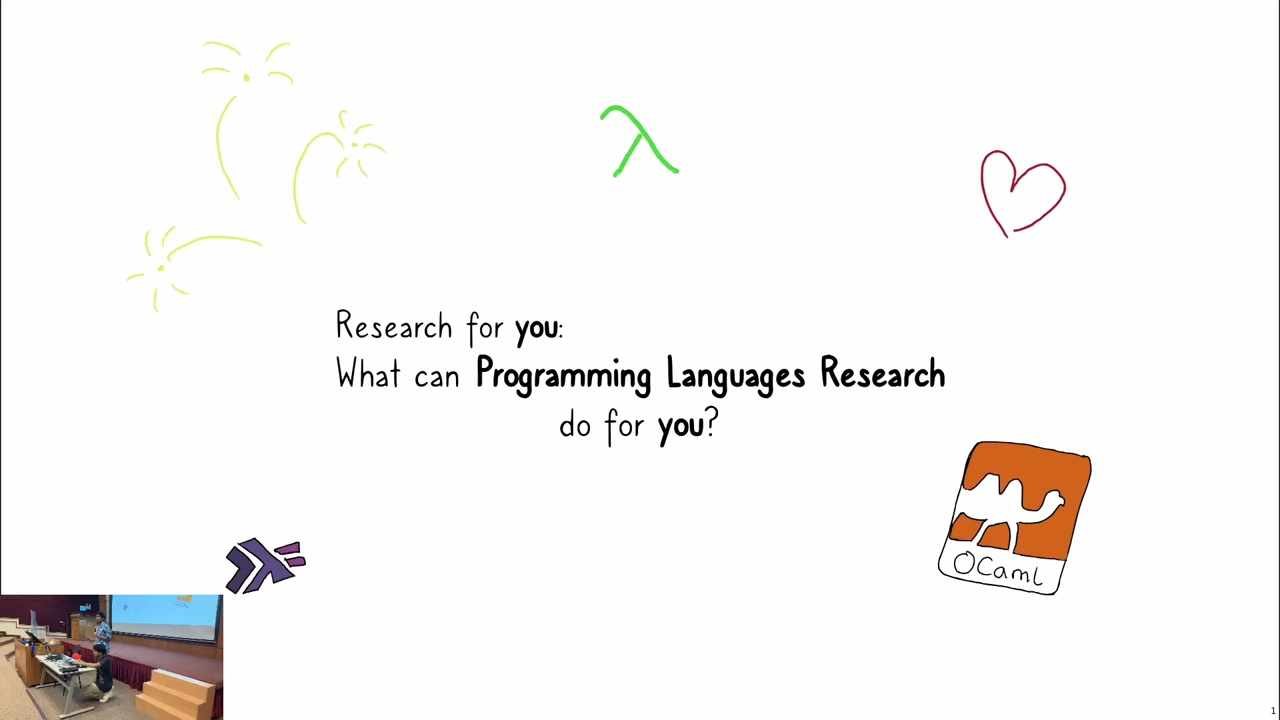 λ
Research for you:
What can Programming Languages Research
do for you?
OCaml
1